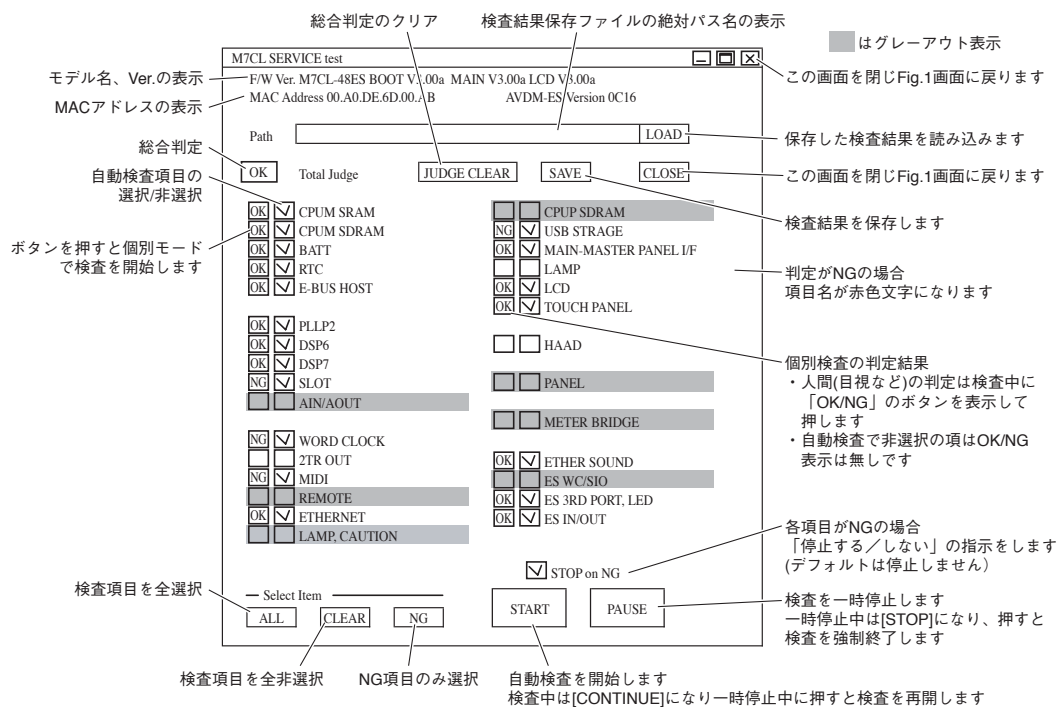 総合判定のクリア
検査結果保存ファイルの絶対パス名の表示
はグレーアウト表示
M7CL SERVICE test
モデル名、Ver.の表示
F/W Ver. M7CL-48ES BOOT V3.00a MAIN V3.00a LCD V3.00a
この画面を閉じFig.1画面に戻ります
MACアドレスの表示
MAC Address 00.A0.DE.6D.00.AB
AVDM-ES Version 0C16
Path
LOAD
保存した検査結果を読み込みます
総合判定
OK
Total Judge
JUDGE CLEAR
SAVE
CLOSE
この画面を閉じFig.1画面に戻ります
自動検査項目の
選択/非選択
検査結果を保存します
ボタンを押すと個別モード
で検査を開始します
OK CPUM SRAM
OK CPUM SDRAM
OK BATT
OK RTC
OK E-BUS HOST
OK PLLP2
OK DSP6
OK DSP7
NG SLOT
AIN/AOUT
NG WORD CLOCK
2TR OUT
NG MIDI
REMOTE
OK ETHERNET
LAMP, CAUTION
CPUP SDRAM
NG USB STRAGE
OK MAIN-MASTER PANEL I/F
LAMP
OK LCD
OK TOUCH PANEL
HAAD
PANEL
METER BRIDGE
OK ETHER SOUND
ES WC/SIO
OK ES 3RD PORT, LED
OK ES IN/OUT
判定がNGの場合
項目名が赤色文字になります
個別検査の判定結果
・人間(目視など)の判定は検査中に
「OK/NG」のボタンを表示して
押します
・自動検査で非選択の項はOK/NG
表示は無しです
各項目がNGの場合
「停止する／しない」の指示をします
(デフォルトは停止しません）
STOP on NG
検査項目を全選択
Select Item
ALL
CLEAR
NG
START
PAUSE
検査を一時停止します
一時停止中は[STOP]になり、押すと
検査を強制終了します
検査項目を全非選択
NG項目のみ選択
自動検査を開始します
検査中は[CONTINUE]になり一時停止中に押すと検査を再開します